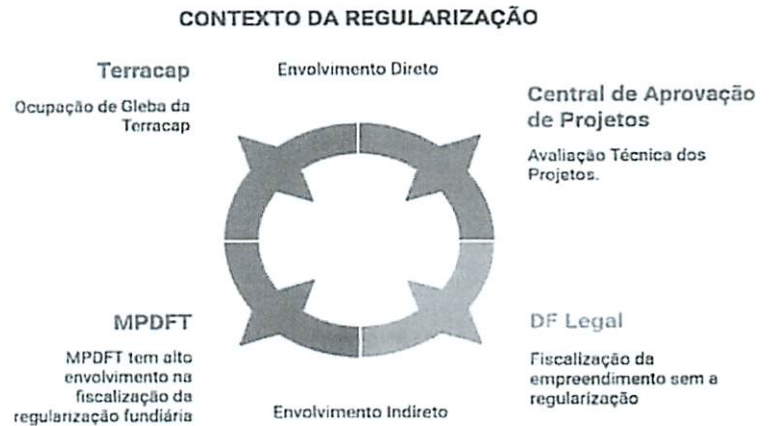 CONTEXTO DA REGULARIZAÇÃO
Terracap
Envolvimento Direto
Ocupação de Gleba da
Terracap
Central de Aprovação
de Projetos
Avaliação Técnica dos
Projetos.
MPDFT
MPDFT tem alto
envolvimento na
fiscalização da
regularização fundiária
DF Legal
Fiscalização da
empreendimento sem a
regularização
Envolvimento Indireto